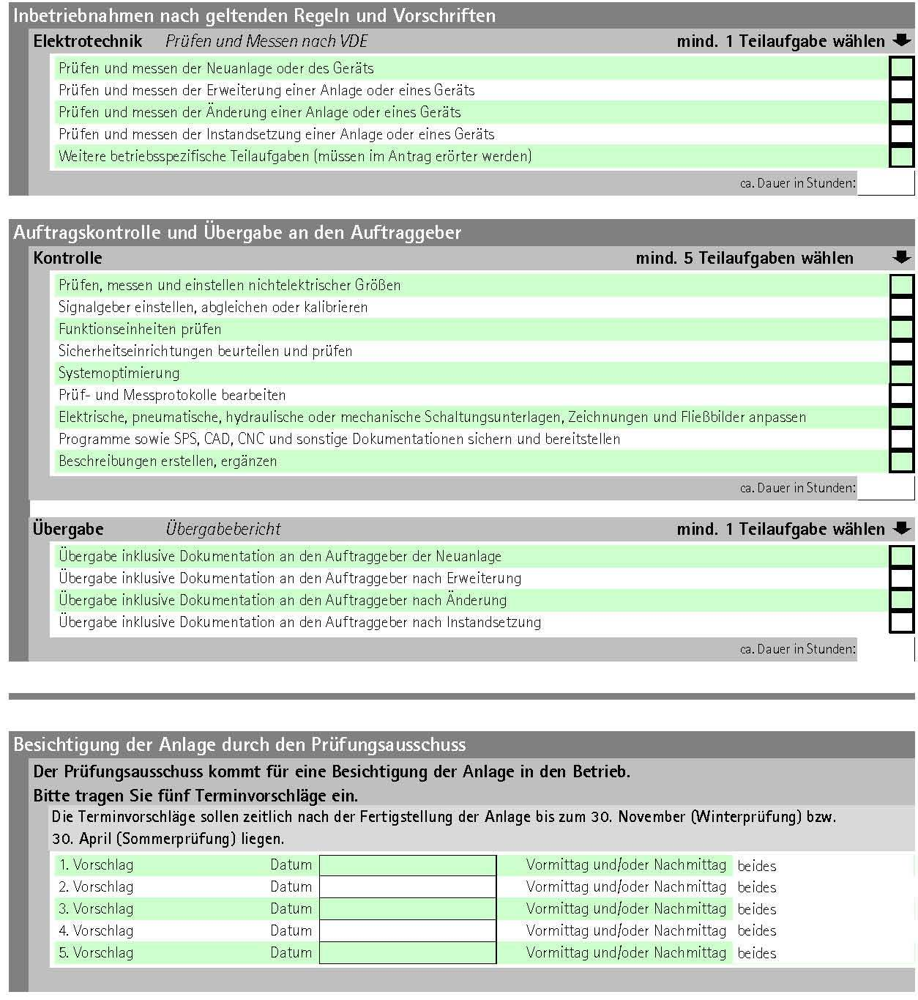 Inbetriebnahmen nach geltenden Regeln und Vorschriften
Elektrotechnik Prüfen und Messen nach VDE mind. 1 Teilaufgabe wählen
Prüfen und messen der Neuanlage oder des Geräts
Prüfen und messen der Erweiterung einer Anlage oder eines Geräts
Prüfen und messen der Änderung einer Anlage oder eines Geräts
Prüfen und messen der Instandsetzung einer Anlage oder eines Geräts
Weitere betriebsspezifische Teilaufgaben (müssen im Antrag erörter werden)
ca. Dauer in Stunden:
Auftragskontrolle und Übergabe an den Auftraggeber
Kontrolle mind. 5 Teilaufgaben wählen
Prüfen, messen und einstellen nichtelektrischer Größen
Signalgeber einstellen, abgleichen oder kalibrieren
Funktionseinheiten prüfen
Sicherheitseinrichtungen beurteilen und prüfen
Systemoptimierung
Prüf- und Messprotokolle bearbeiten
Elektrische, pneumatische, hydraulische oder mechanische Schaltungsunterlagen, Zeichnungen und Fließbilder anpassen
Programme sowie SPS, CAD, CNC und sonstige Dokumentationen sichern und bereitstellen
Beschreibungen erstellen, ergänzen
ca. Dauer in Stunden:
Übergabe Übergabebericht mind. 1 Teilaufgabe wählen
Übergabe inklusive Dokumentation an den Auftraggeber der Neuanlage
Übergabe inklusive Dokumentation an den Auftraggeber nach Erweiterung
Übergabe inklusive Dokumentation an den Auftraggeber nach Änderung
Übergabe inklusive Dokumentation an den Auftraggeber nach Instandsetzung
ca. Dauer in Stunden:
Besichtigung der Anlage durch den Prüfungsausschuss
Der Prüfungsausschuss kommt für eine Besichtigung der Anlage in den Betrieb.
Bitte tragen Sie fünf Terminvorschläge ein.
Die Terminvorschläge sollen zeitlich nach der Fertigstellung der Anlage bis zum 30. November (Winterprüfung) bzw.
30. April (Sommerprüfung) liegen.
1. Vorschlag Datum Vormittag und/oder Nachmittag beides
2. Vorschlag Datum Vormittag und/oder Nachmittag beides
3. Vorschlag Datum Vormittag und/oder Nachmittag beides
4. Vorschlag Datum Vormittag und/oder Nachmittag beides
5. Vorschlag Datum Vormittag und/oder Nachmittag beides